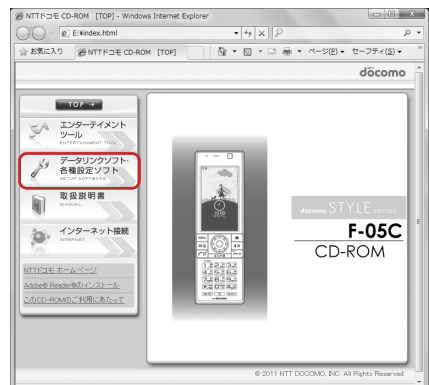 NTTドコモ CD-ROM [TOP] - Windows Internet Explorer
E:¥index.html
お気に入り
NTTドコモ CD-ROM [TOP]
ページ(P)
セーフティ(S)
döcomo
TOP →
エンターテイメント
ツール
ENTERTAINMENT TOOL
データリンクソフト・
各種設定ソフト
SETUP SOFTWARE
取扱説明書
MANUAL
インターネット接続
INTERNET
NTTドコモ ホームページ
Adobe® Reader®のインストール
このCD-ROMのご利用にあたって
docomo STYLE series
F-05C
CD-ROM
© 2011 NTT DOCOMO, INC. All Rights Reserved.